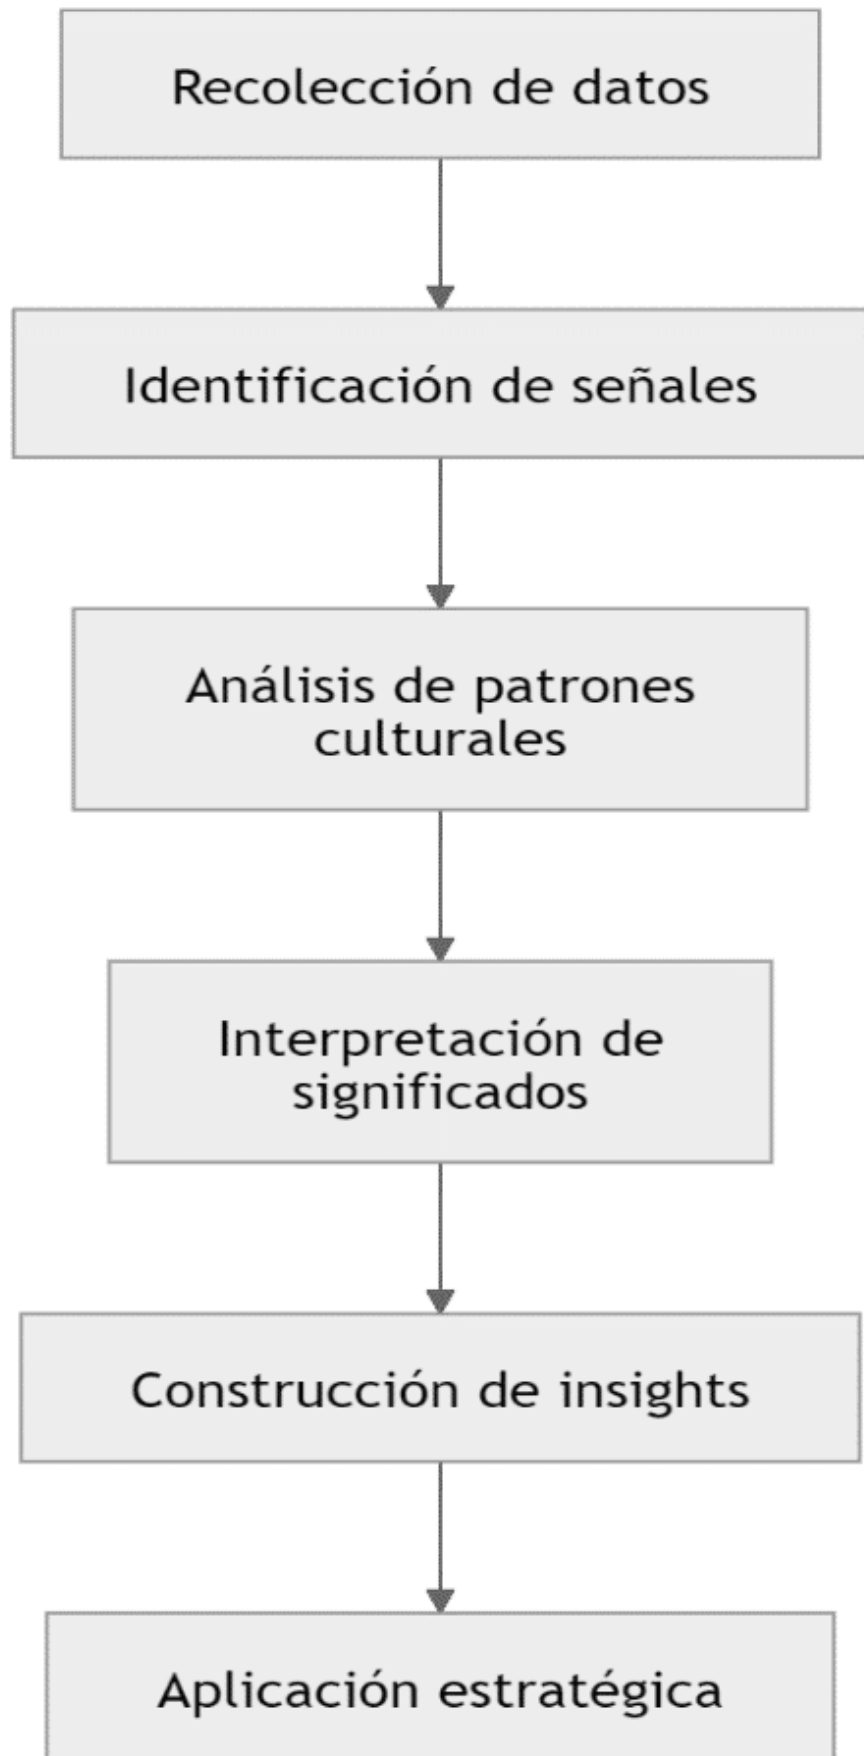 Recolección de datos
Identificación de señales
Análisis de patrones
culturales
Interpretación de
significados
Construcción de insights
Aplicación estratégica